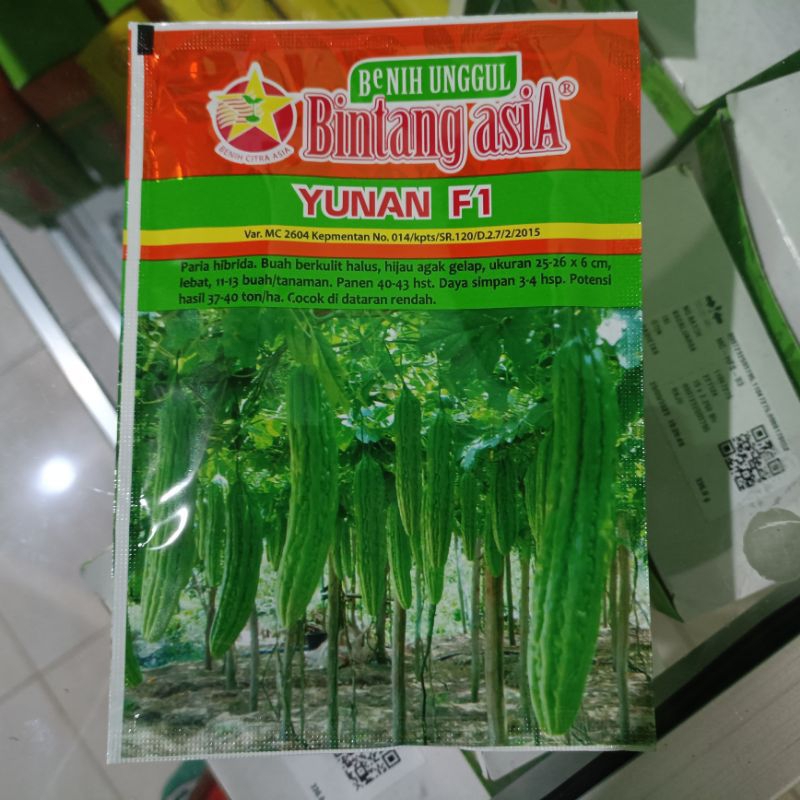 BeNIH UNGGUL
Bintang asiA®
BENIH CITRA ASIA
YUNAN F1
Var. MC 2604 Kepmentan No. 014/kpts/SR.120/D.2.7/2/2015
Paria hibrida. Buah berkulit halus, hijau agak gelap, ukuran 25-26 x 6 cm,
lebat, 11-13 buah/tanaman. Panen 40-43 hst. Daya simpan 3-4 hsp. Potensi
hasil 37-40 ton/ha. Cocok di dataran rendah.